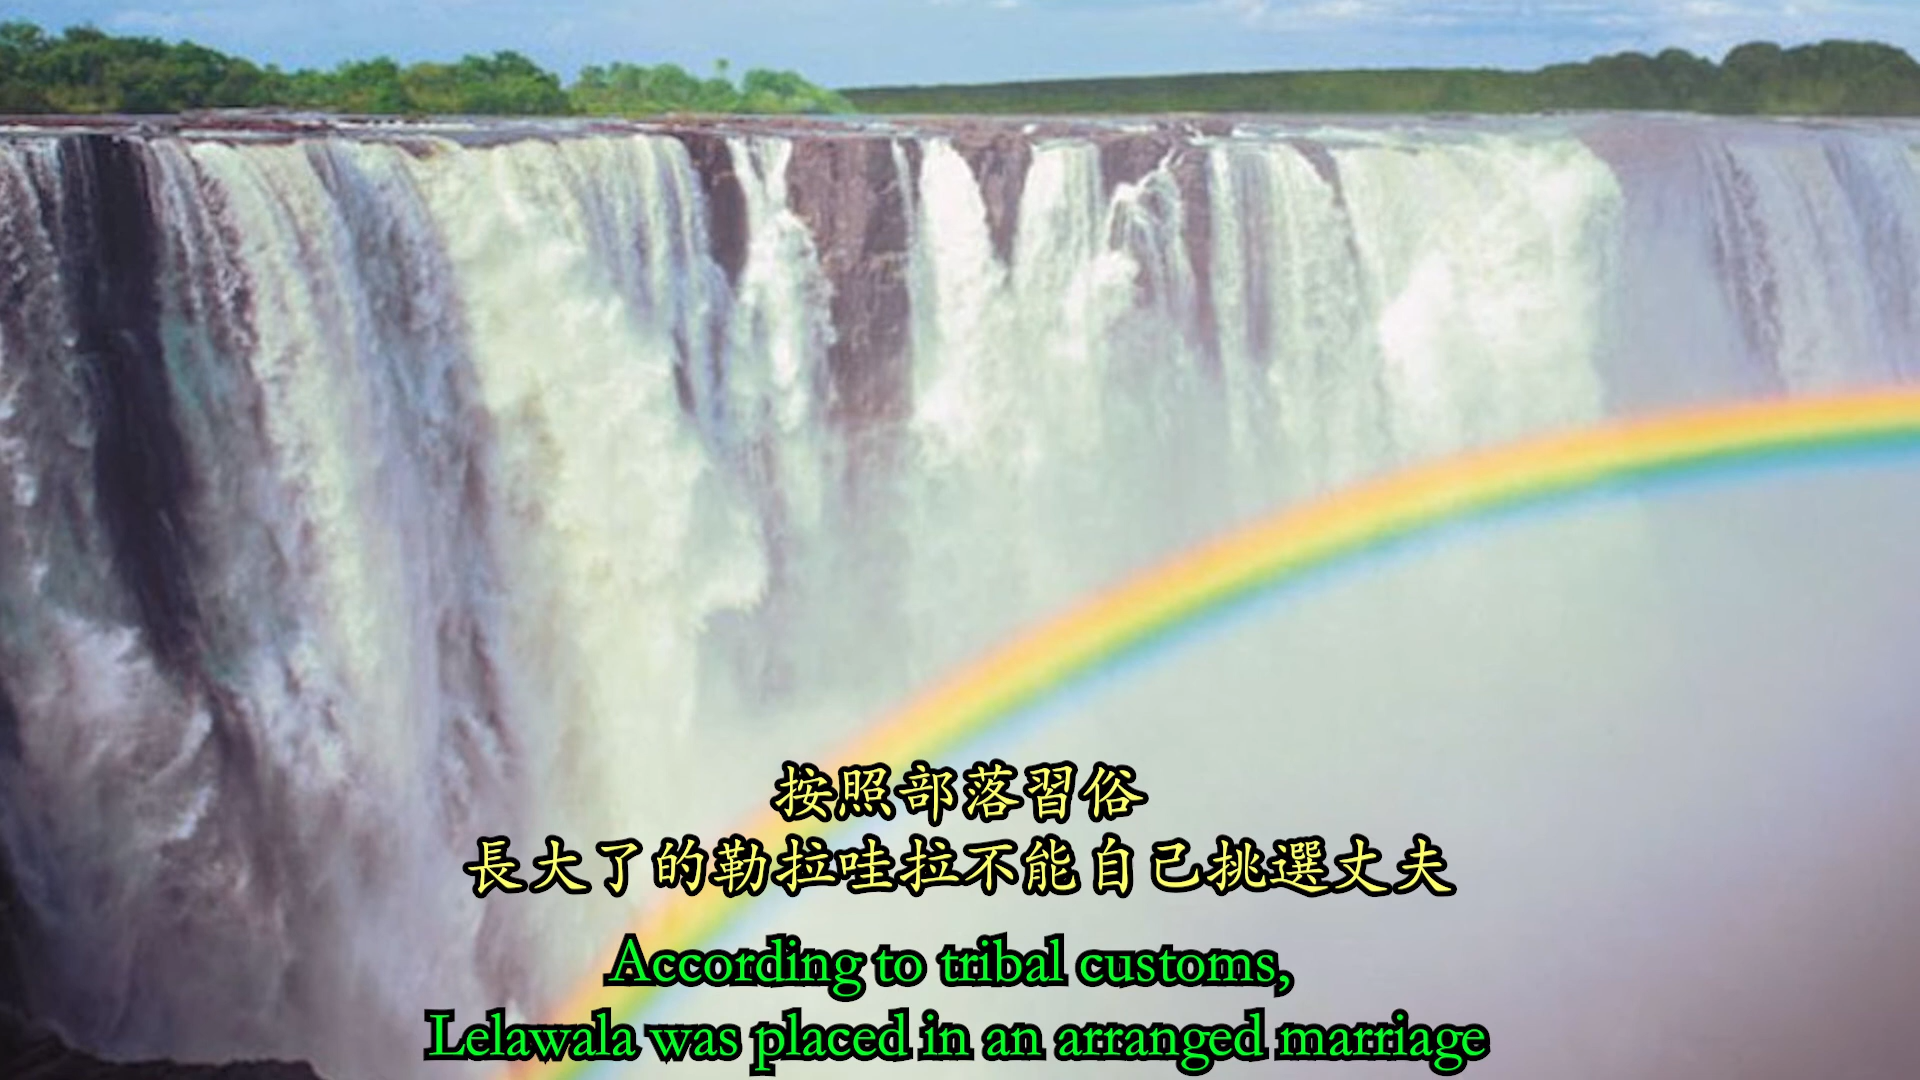 按照部落習俗
長大了的勒拉哇拉不能自己挑選丈夫
According to tribal customs,
Lelawala was placed in an arranged marriage